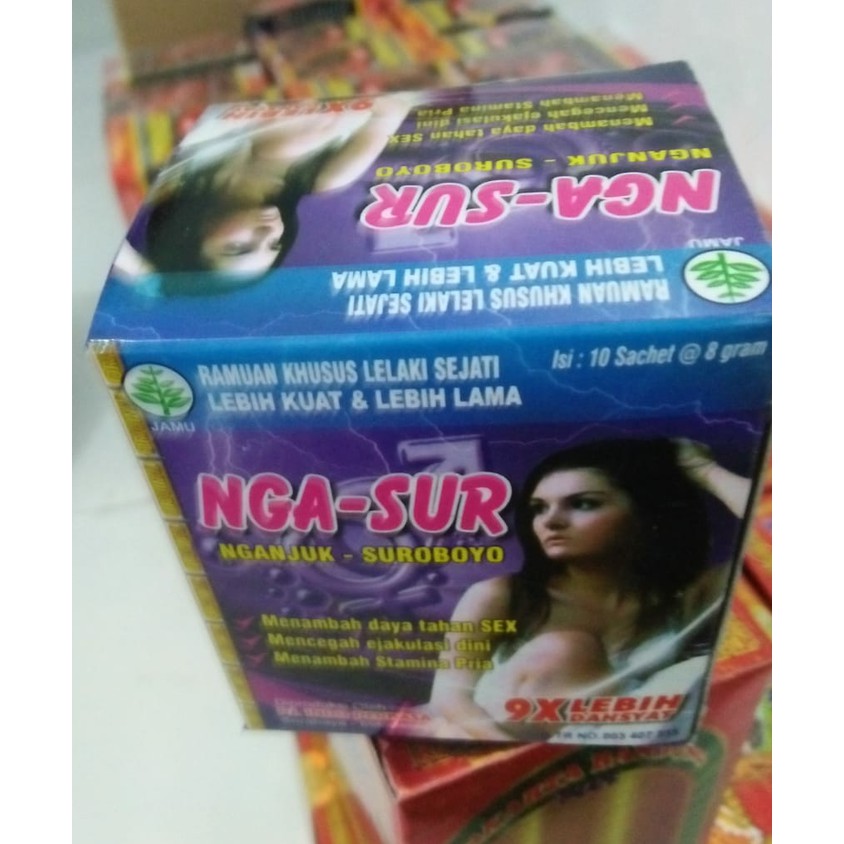 9X LEBIH
Menambah daya tahan SEX
Mencegah ejakulasi dini
Menambah Stamina Pria
NGANJUK - SUROBOYO
NGA-SUR
JAMU
RAMUAN KHUSUS LELAKI SEJATI
LEBIH KUAT & LEBIH LAMA
RAMUAN KHUSUS LELAKI SEJATI
LEBIH KUAT & LEBIH LAMA
Isi : 10 Sachet @ 8 gram
JAMU
NGA-SUR
NGANJUK - SUROBOYO
Menambah daya tahan SEX
Mencegah ejakulasi dini
Menambah Stamina Pria
9X LEBIH
DAHSYAT